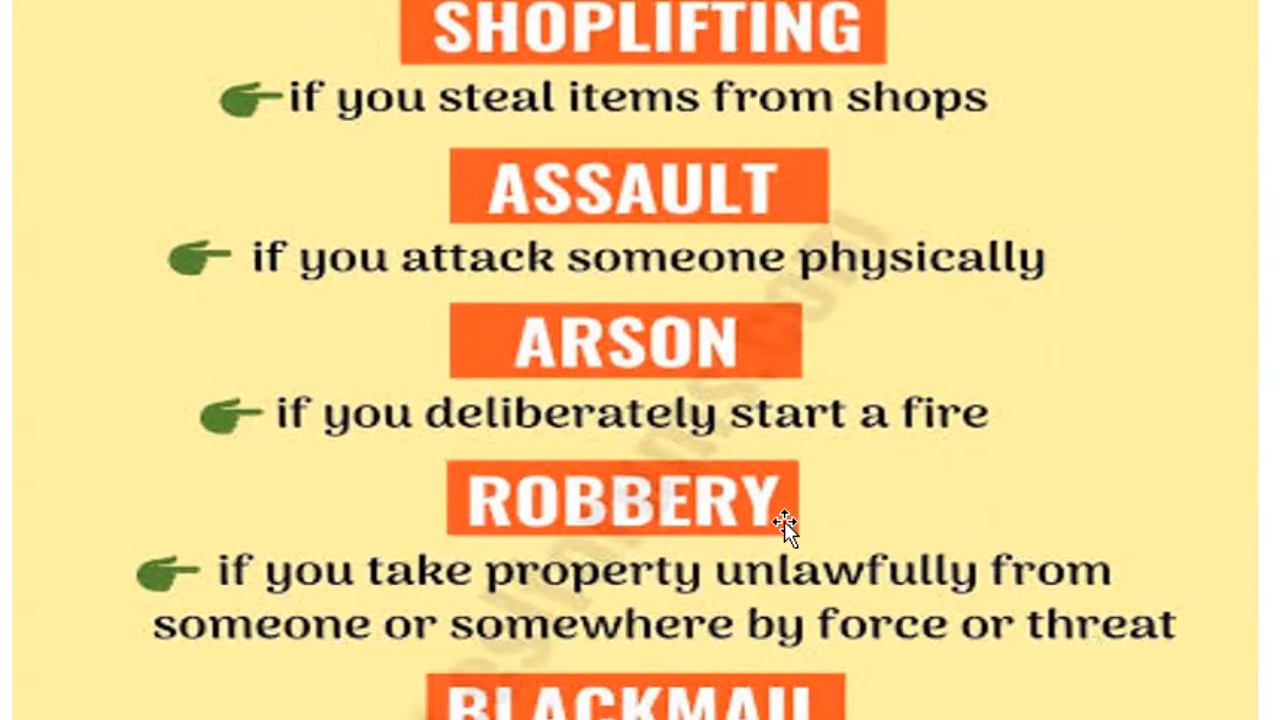 SHOPLIFTING
if you steal items from shops
ASSAULT
if you attack someone physically
ARSON
if you deliberately start a fire
ROBBERY
if you take property unlawfully from
someone or somewhere by force or threat
BLACKMAIL